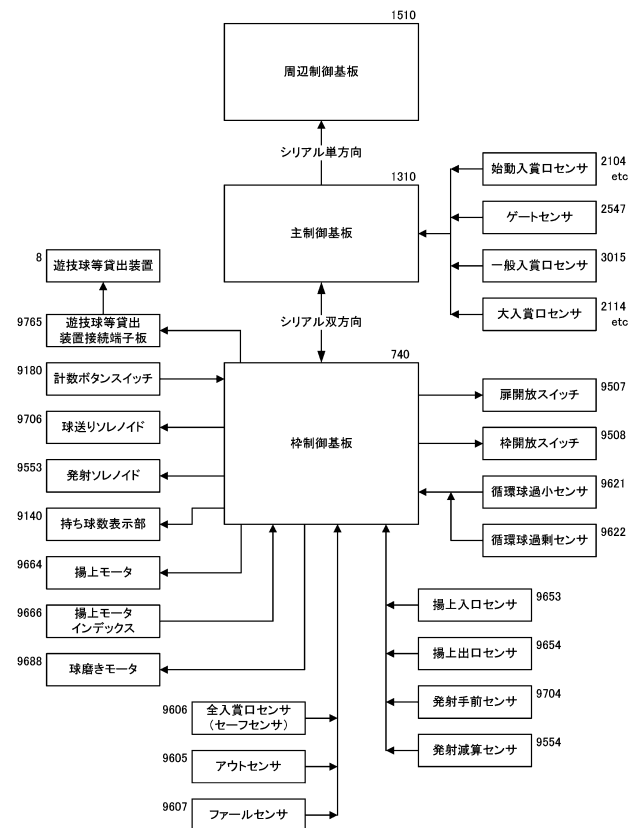 1510
周辺制御基板
シリアル単方向
1310
主制御基板
始動入賞口センサ
2104
etc
ゲートセンサ
2547
一般入賞口センサ
3015
大入賞口センサ
2114
etc
シリアル双方向
8
遊技球等貸出装置
9765
遊技球等貸出
装置接続端子板
9180
計数ボタンスイッチ
9706
球送りソレノイド
9553
発射ソレノイド
9140
持ち球数表示部
9664
揚上モータ
9666
揚上モータ
インデックス
9688
球磨きモータ
740
枠制御基板
扉開放スイッチ
9507
枠開放スイッチ
9508
循環球過小センサ
9621
循環球過剰センサ
9622
揚上入口センサ
9653
揚上出口センサ
9654
発射手前センサ
9704
発射減算センサ
9554
9606
全入賞口センサ
(セーフセンサ)
9605
アウトセンサ
9607
ファールセンサ